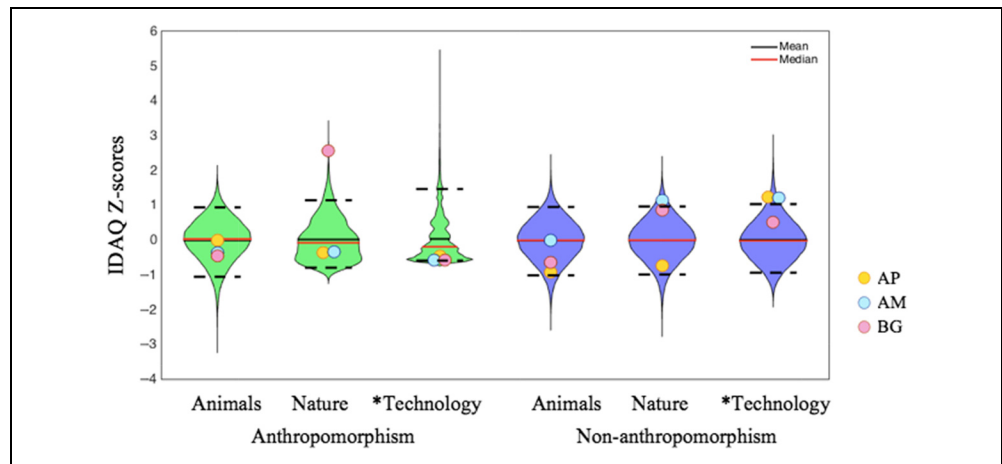 6
5
4
3
2
1
0
−1
−2
−3
−4
IDAQ Z-scores
Mean
Median
AP
AM
BG
Animals Nature *Technology Animals Nature *Technology
Anthropomorphism Non-anthropomorphism